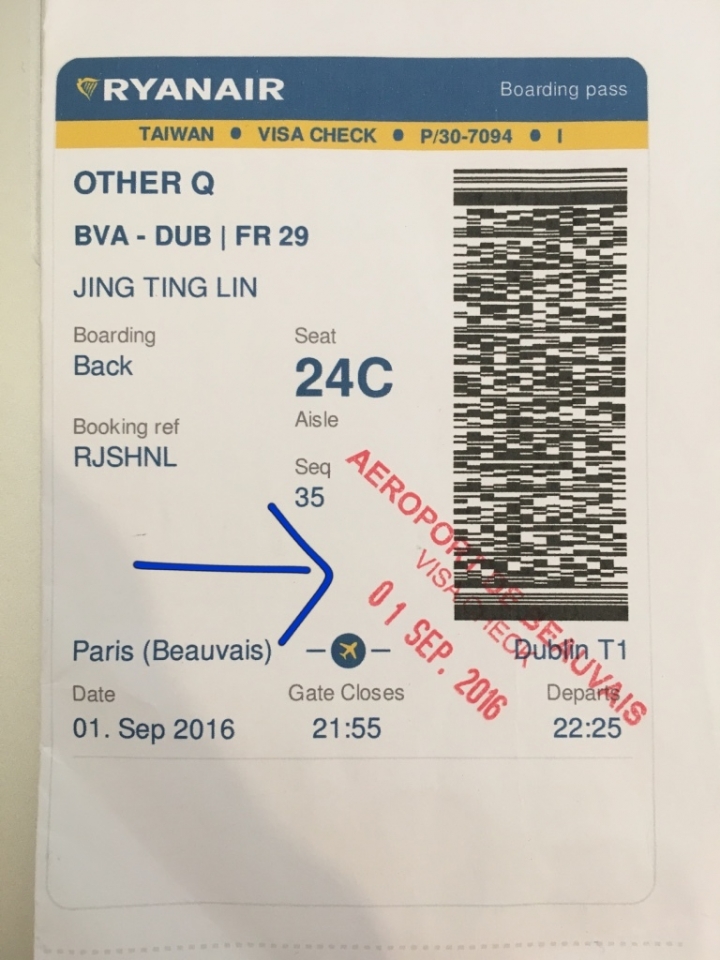 RYANAIR Boarding pass
TAIWAN • VISA CHECK • P/30-7094 • I
OTHER Q
BVA - DUB | FR 29
JING TING LIN
Boarding Seat
Back 24C
Aisle
Booking ref
RJSHNL
Seq
35
AEROPORT DE BEAUVAIS
VISA CHECK
01 SEP. 2016
Paris (Beauvais) Dublin T1
Date Gate Closes Departs
01. Sep 2016 21:55 22:25